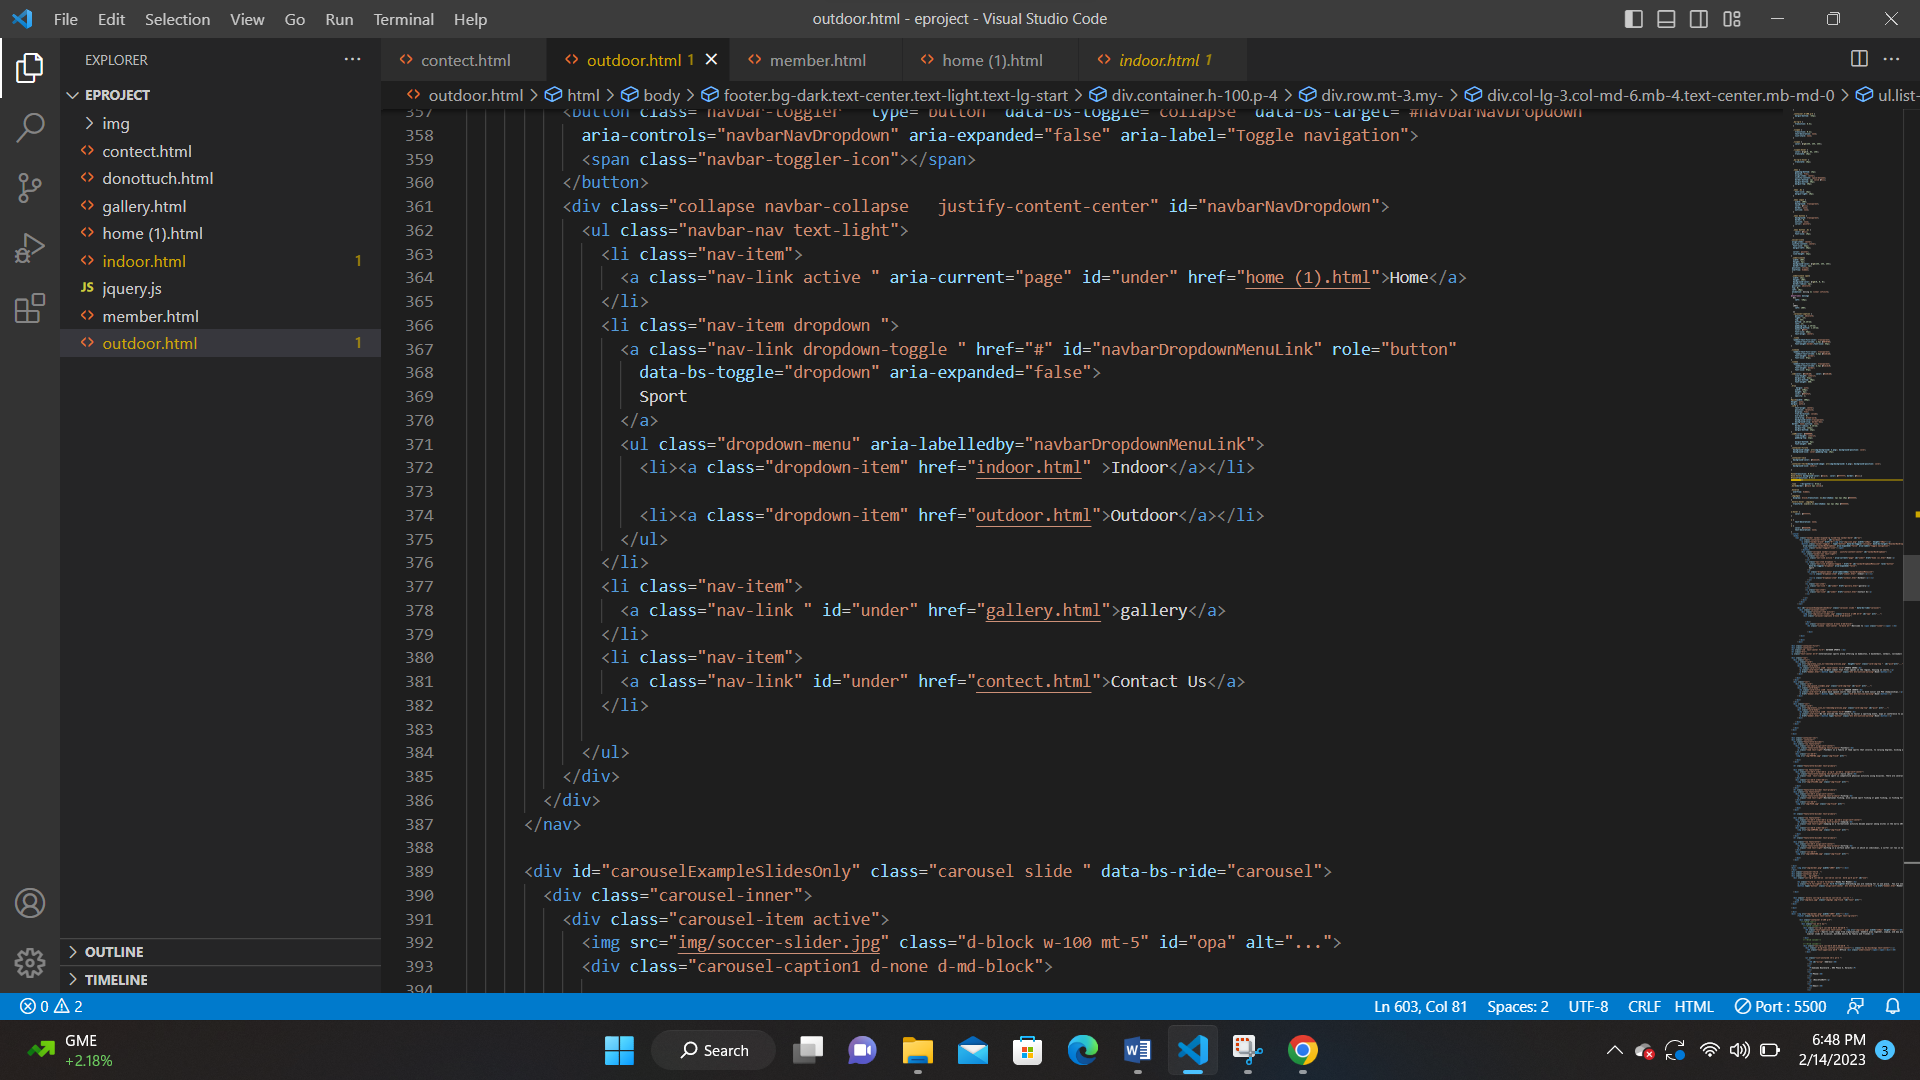 File Edit Selection View Go Run Terminal Help
outdoor.html - eproject - Visual Studio Code
EXPLORER
EPROJECT
img
contect.html
donottuch.html
gallery.html
home (1).html
indoor.html 1
jquery.js
member.html
outdoor.html 1
OUTLINE
TIMELINE
contect.html outdoor.html 1 member.html home (1).html indoor.html 1
outdoor.html > html > body > footer.bg-dark.text-center.text-light.text-lg-start > div.container.h-100.p-4 > div.row.mt-3.my- > div.col-lg-3.col-md-6.mb-4.text-center.mb-md-0 > ul.list-
357 <button class="navbar-toggler" type="button" data-bs-toggle="collapse" data-bs-target="#navbarNavDropdown"
358 aria-controls="navbarNavDropdown" aria-expanded="false" aria-label="Toggle navigation">
359 <span class="navbar-toggler-icon"></span>
360 </button>
361 <div class="collapse navbar-collapse   justify-content-center" id="navbarNavDropdown">
362 <ul class="navbar-nav text-light">
363 <li class="nav-item">
364 <a class="nav-link active " aria-current="page" id="under" href="home (1).html">Home</a>
365 </li>
366 <li class="nav-item dropdown ">
367 <a class="nav-link dropdown-toggle " href="#" id="navbarDropdownMenuLink" role="button"
368 data-bs-toggle="dropdown" aria-expanded="false">
369 Sport
370 </a>
371 <ul class="dropdown-menu" aria-labelledby="navbarDropdownMenuLink">
372 <li><a class="dropdown-item" href="indoor.html" >Indoor</a></li>
373
374 <li><a class="dropdown-item" href="outdoor.html">Outdoor</a></li>
375 </ul>
376 </li>
377 <li class="nav-item">
378 <a class="nav-link " id="under" href="gallery.html">gallery</a>
379 </li>
380 <li class="nav-item">
381 <a class="nav-link" id="under" href="contect.html">Contact Us</a>
382 </li>
383
384 </ul>
385 </div>
386 </div>
387 </nav>
388
389 <div id="carouselExampleSlidesOnly" class="carousel slide " data-bs-ride="carousel">
390 <div class="carousel-inner">
391 <div class="carousel-item active">
392 <img src="img/soccer-slider.jpg" class="d-block w-100 mt-5" id="opa" alt="...">
393 <div class="carousel-caption1 d-none d-md-block">
394
0 2
Ln 603, Col 81 Spaces: 2 UTF-8 CRLF HTML Port : 5500
GME
+2.18%
Search
6:48 PM
2/14/2023
3